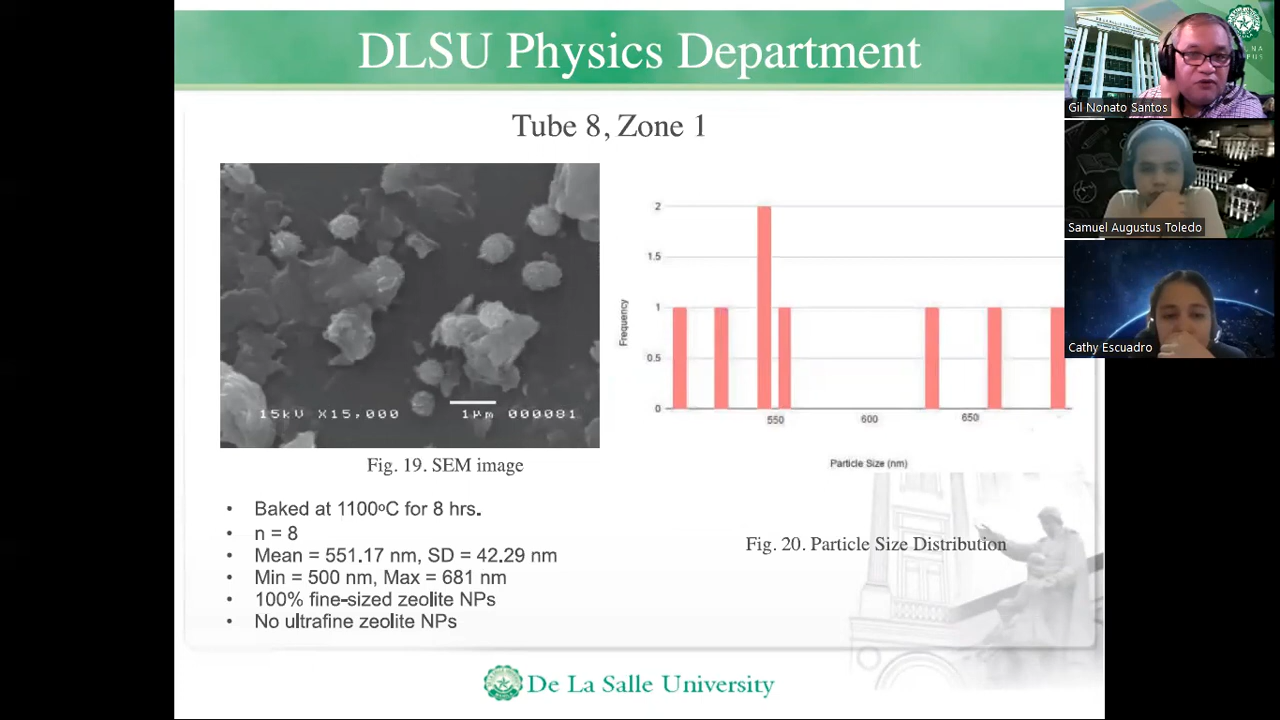 DLSU Physics Department
Tube 8, Zone 1
15kV X15,000 1µm 000081
Fig. 19. SEM image
2
1.5
1
0.5
0
Frequency
550 600 650
Particle Size (nm)
Fig. 20. Particle Size Distribution
• Baked at 1100ºC for 8 hrs.
• n = 8
• Mean = 551.17 nm, SD = 42.29 nm
• Min = 500 nm, Max = 681 nm
• 100% fine-sized zeolite NPs
• No ultrafine zeolite NPs
De La Salle University
Gil Nonato Santos
Samuel Augustus Toledo
Cathy Escuadro